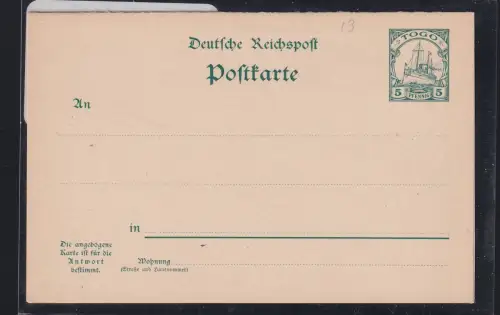 13
Deutsche Reichspost
Postkarte
TOGO
5 PFENNIG 5
An
in
Die angebogene
Karte ist für die
Antwort
bestimmt.
Wohnung
(Straße und Hausnummer)